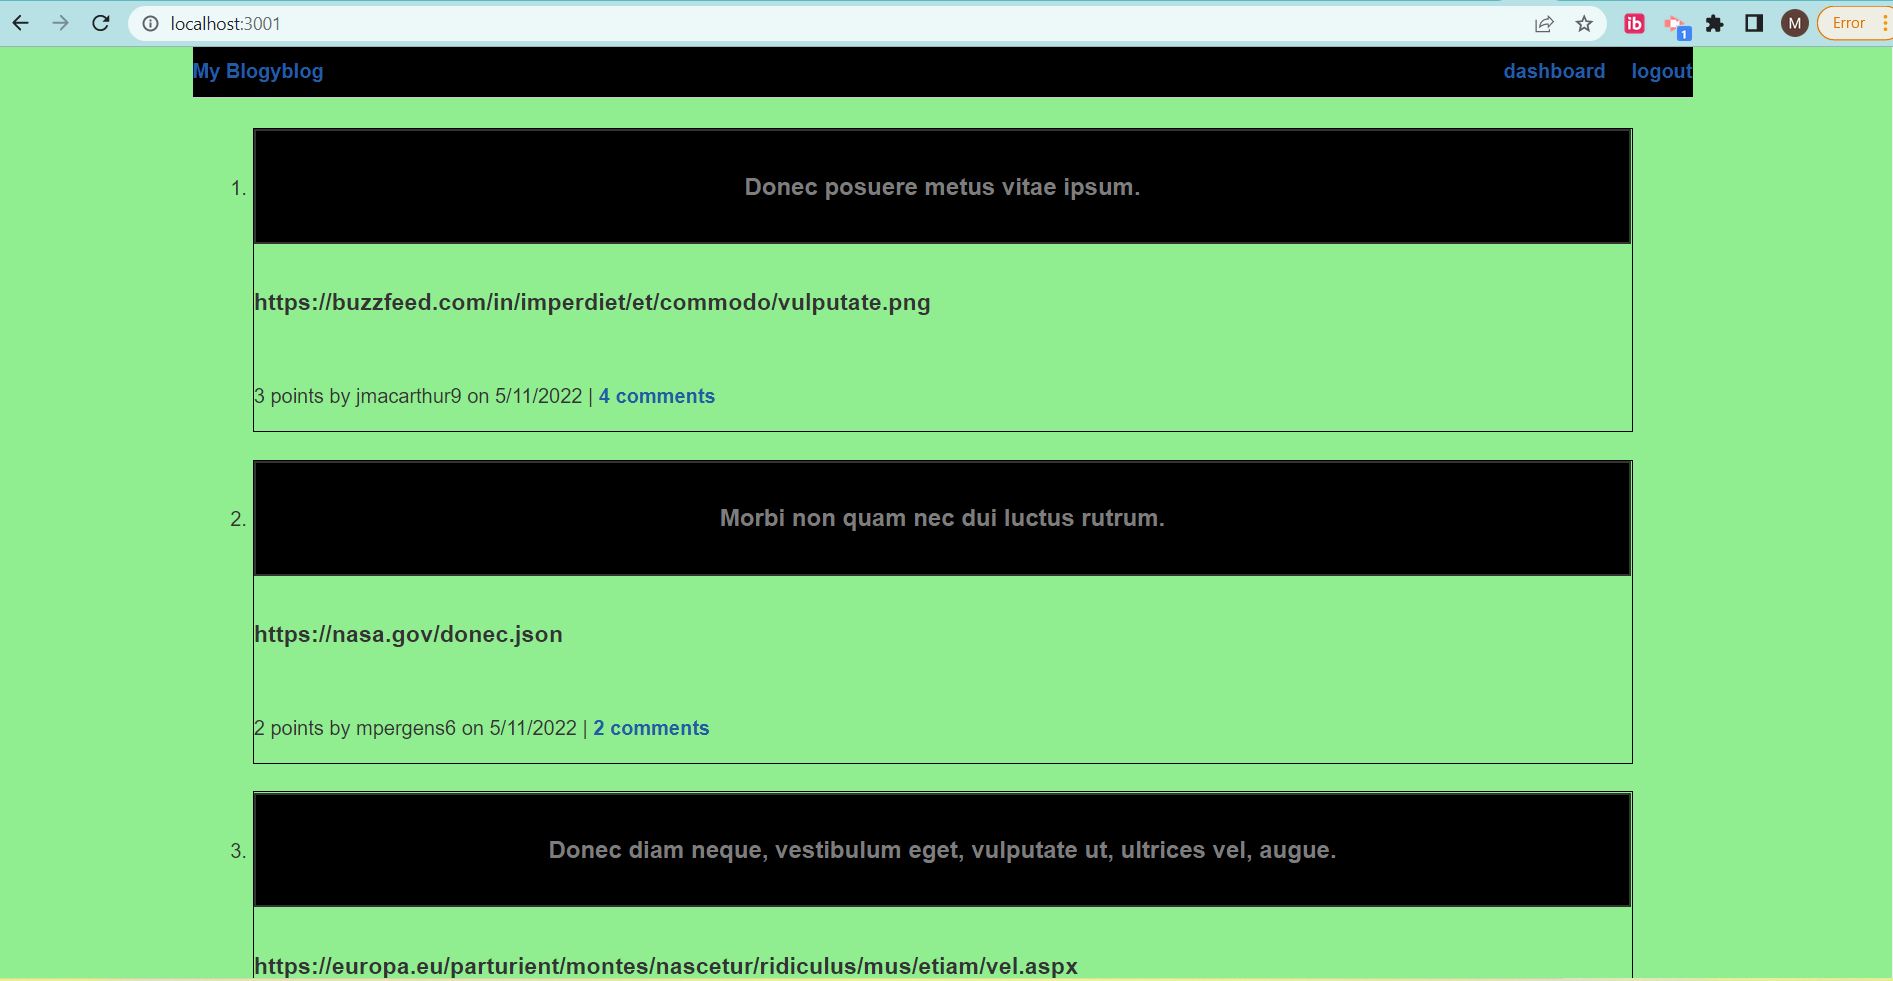 localhost:3001
ib
1
M
Error
My Blogyblog
dashboard logout
1. Donec posuere metus vitae ipsum.
https://buzzfeed.com/in/imperdiet/et/commodo/vulputate.png
3 points by jmacarthur9 on 5/11/2022 | 4 comments
2. Morbi non quam nec dui luctus rutrum.
https://nasa.gov/donec.json
2 points by mpergens6 on 5/11/2022 | 2 comments
3. Donec diam neque, vestibulum eget, vulputate ut, ultrices vel, augue.
https://europa.eu/parturient/montes/nascetur/ridiculus/mus/etiam/vel.aspx